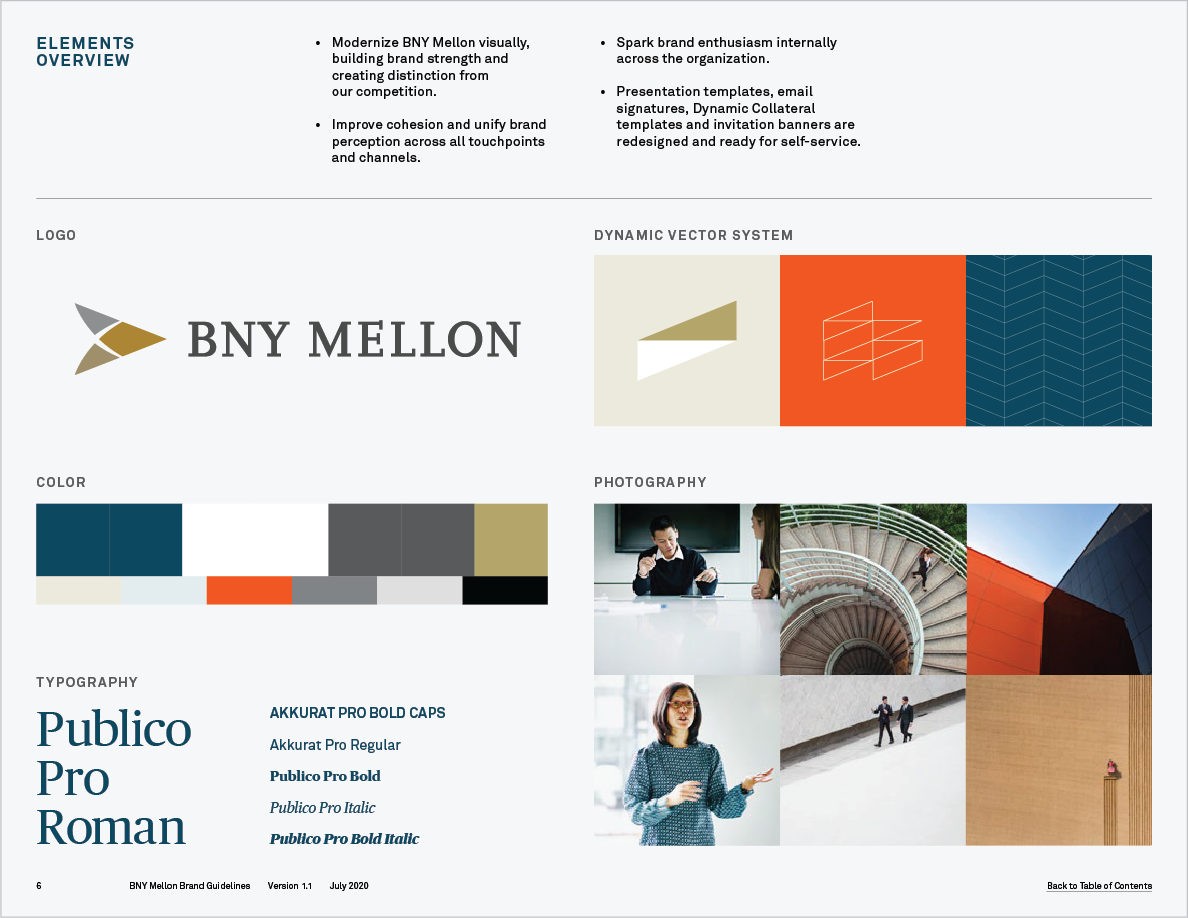 ELEMENTS
OVERVIEW
• Modernize BNY Mellon visually,
building brand strength and
creating distinction from
our competition.
• Improve cohesion and unify brand
perception across all touchpoints
and channels.
• Spark brand enthusiasm internally
across the organization.
• Presentation templates, email
signatures, Dynamic Collateral
templates and invitation banners are
redesigned and ready for self-service.
LOGO
BNY MELLON
DYNAMIC VECTOR SYSTEM
COLOR
PHOTOGRAPHY
TYPOGRAPHY
Publico
Pro
Roman
AKKURAT PRO BOLD CAPS
Akkurat Pro Regular
Publico Pro Bold
Publico Pro Italic
Publico Pro Bold Italic
6 BNY Mellon Brand Guidelines Version 1.1 July 2020 Back to Table of Contents